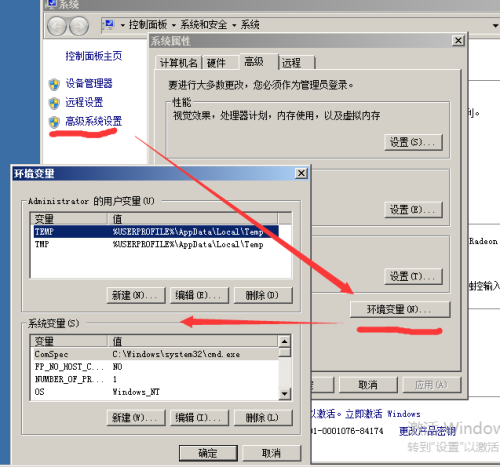 系统
控制面板 ▸ 系统和安全 ▸ 系统
控制面板主页
设备管理器
远程设置
高级系统设置
系统属性
计算机名 硬件 高级 远程
要进行大多数更改，您必须作为管理员登录。
性能
视觉效果，处理器计划，内存使用，以及虚拟内存
设置(S)...
设置(E)...
设置(T)...
环境变量(N)...
取消
应用(A)
Radeon
触控输入
以激活。立即激活 Windows
01-0001076-84174 更改产品密钥
激活 Window
转到“设置”以激活
环境变量
Administrator 的用户变量(U)
变量 值
TEMP %USERPROFILE%\AppData\Local\Temp
TMP %USERPROFILE%\AppData\Local\Temp
新建(N)... 编辑(E)... 删除(D)
系统变量(S)
变量 值
ComSpec C:\Windows\system32\cmd.exe
FP_NO_HOST_C... NO
NUMBER_OF_PR... 1
OS Windows_NT
新建(W)... 编辑(I)... 删除(L)
确定 取消